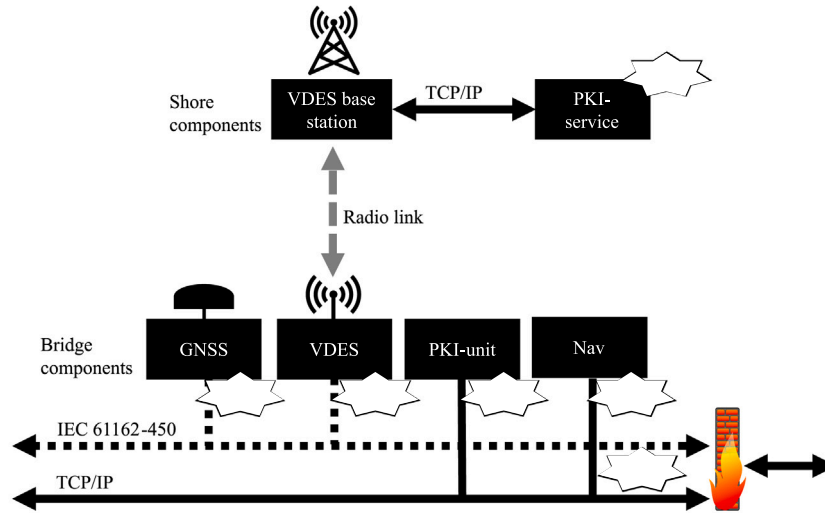 Shore
components
VDES base
station
TCP/IP
PKI-
service
Radio link
Bridge
components
GNSS
VDES
PKI-unit
Nav
IEC 61162-450
TCP/IP